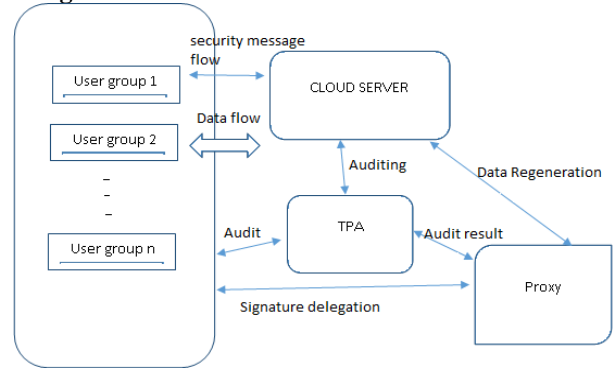 security message
flow
User group 1
CLOUD SERVER
Data flow
User group 2
Auditing
Data Regeneration
TPA
Audit
Audit result
User group n
Proxy
Signature delegation